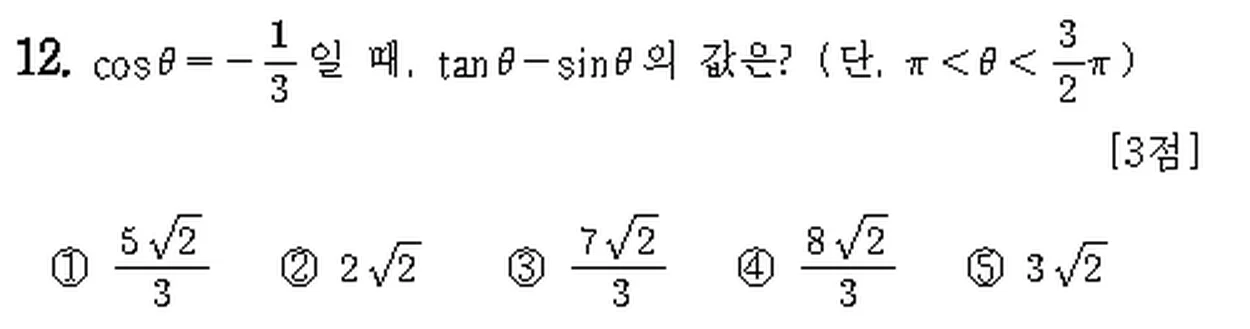 12. cosθ = -1/3 일 때, tanθ - sinθ 의 값은? (단, π < θ < 3/2 π)
[3점]
① 5√2/3 ② 2√2 ③ 7√2/3 ④ 8√2/3 ⑤ 3√2